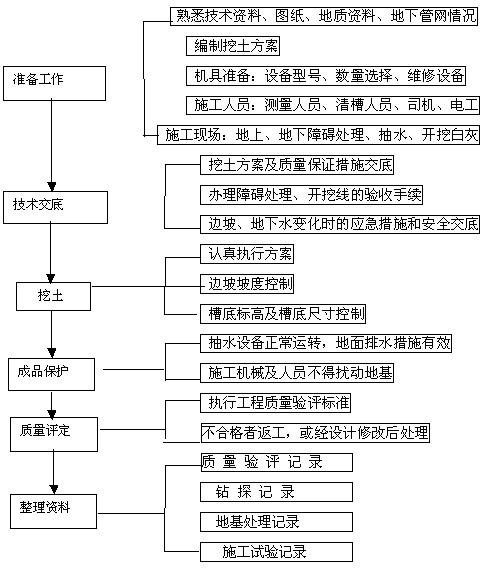 熟悉技术资料、图纸、地质资料、地下管网情况
编制挖土方案
准备工作
机具准备：设备型号、数量选择、维修设备
施工人员：测量人员、清槽人员、司机、电工
施工现场：地上、地下障碍处理、抽水、开挖白灰
挖土方案及质量保证措施交底
技术交底
办理障碍处理、开挖线的验收手续
边坡、地下水变化时的应急措施和安全交底
认真执行方案
挖土
边坡坡度控制
槽底标高及槽底尺寸控制
成品保护
抽水设备正常运转，地面排水措施有效
施工机械及人员不得扰动地基
质量评定
执行工程质量验评标准
不合格者返工，或经设计修改后处理
整理资料
质 量 验 评 记 录
钻 探 记 录
地基处理记录
施工试验记录